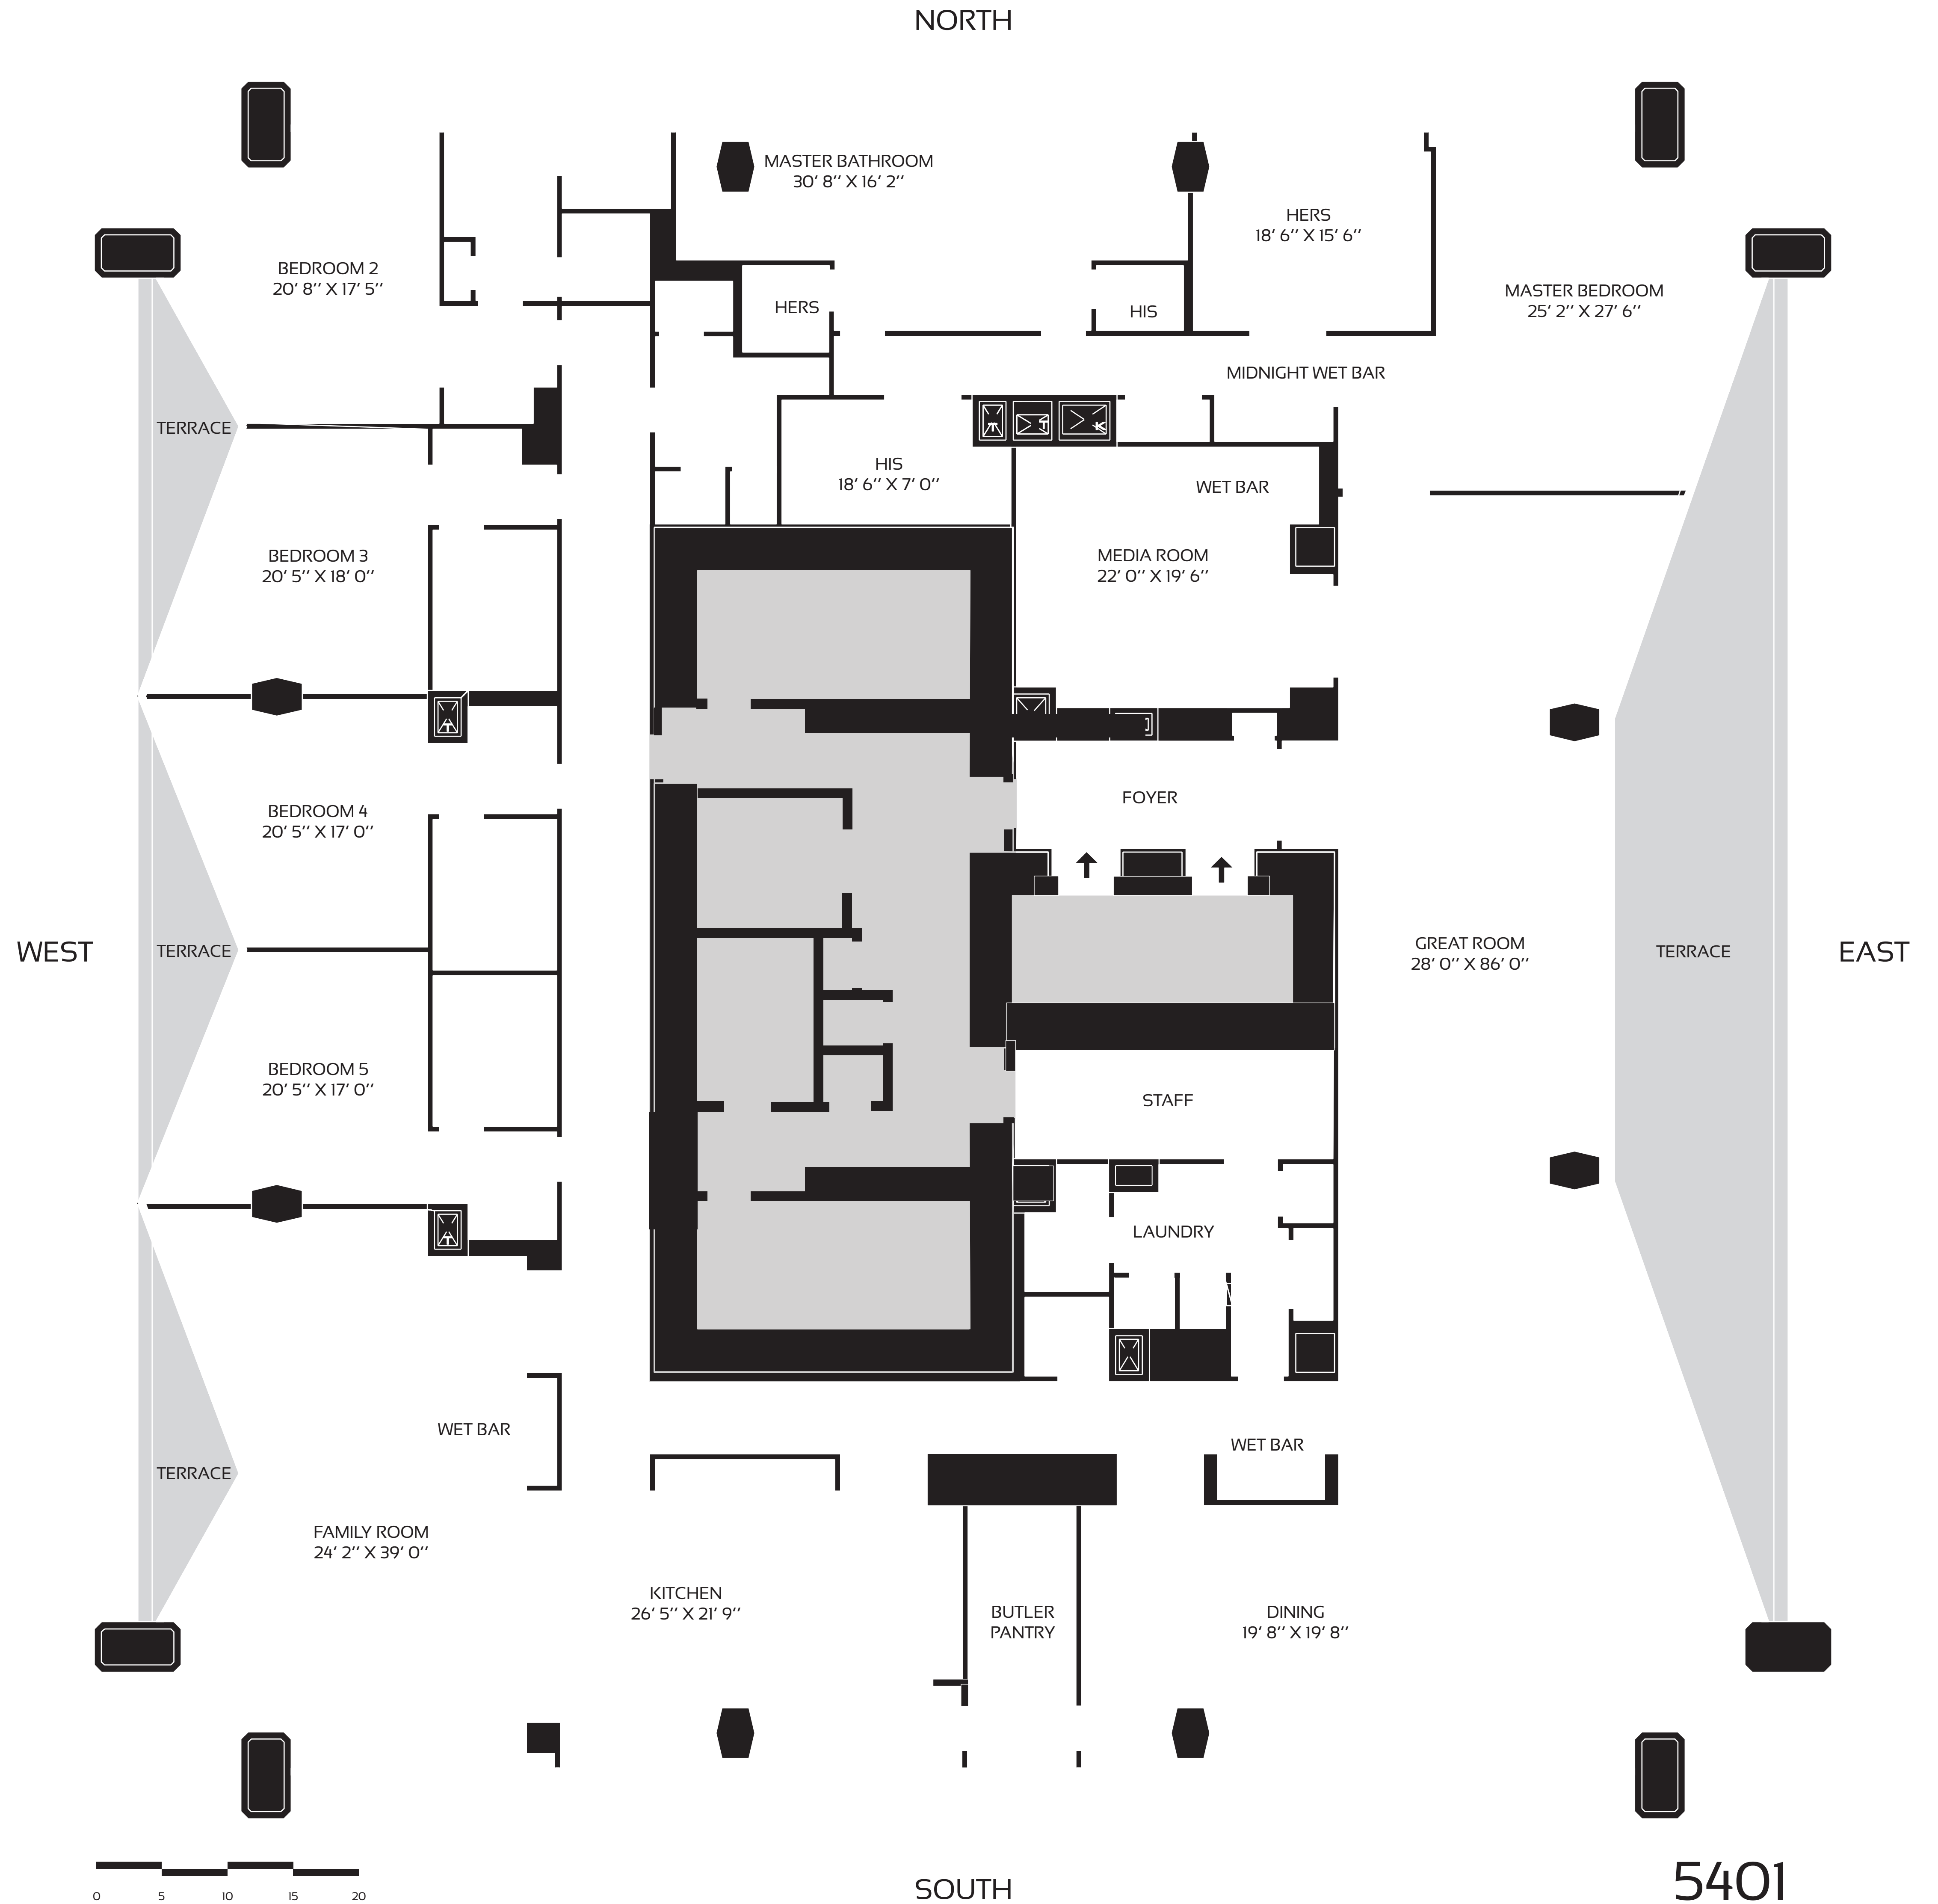 NORTH
MASTER BATHROOM
30' 8'' X 16' 2''
HERS
18' 6'' X 15' 6''
BEDROOM 2
20' 8'' X 17' 5''
HERS
HIS
MASTER BEDROOM
25' 2'' X 27' 6''
MIDNIGHT WET BAR
TERRACE
T
T
K
HIS
18' 6'' X 7' 0''
WET BAR
BEDROOM 3
20' 5'' X 18' 0''
MEDIA ROOM
22' 0'' X 19' 6''
T
FOYER
BEDROOM 4
20' 5'' X 17' 0''
WEST
TERRACE
GREAT ROOM
28' 0'' X 86' 0''
TERRACE
EAST
BEDROOM 5
20' 5'' X 17' 0''
STAFF
T
LAUNDRY
WET BAR
WET BAR
TERRACE
FAMILY ROOM
24' 2'' X 39' 0''
KITCHEN
26' 5'' X 21' 9''
BUTLER
PANTRY
DINING
19' 8'' X 19' 8''
0 5 10 15 20
SOUTH
5401